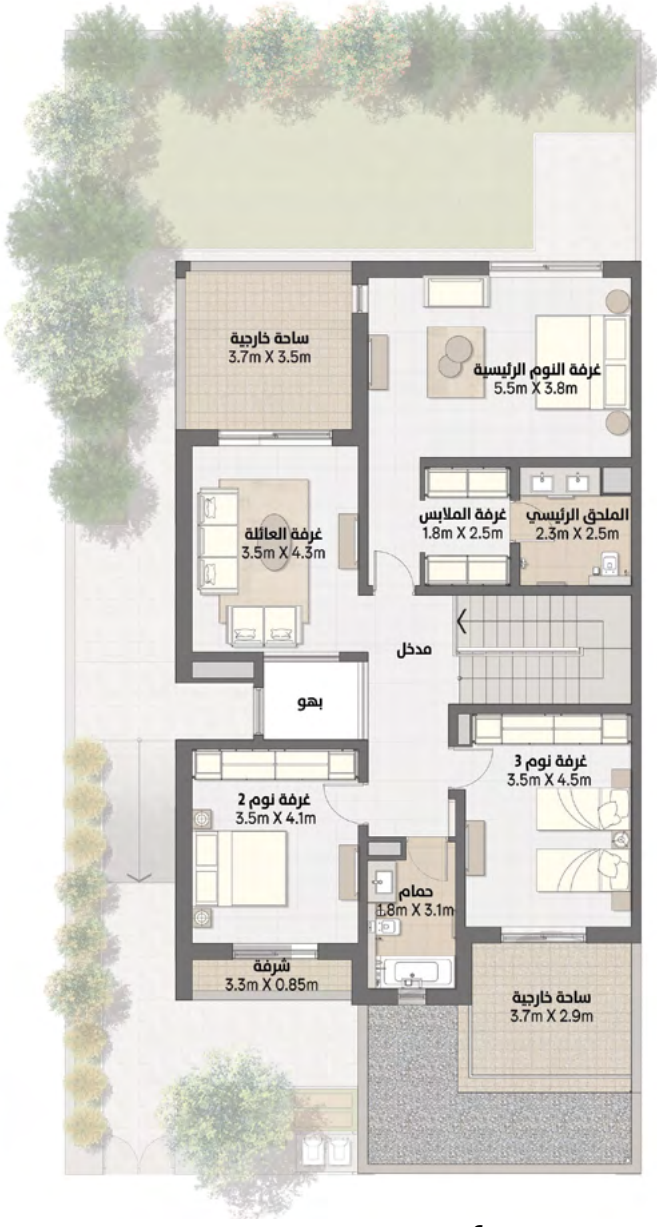 ساحة خارجية
3.7m X 3.5m
غرفة النوم الرئيسية
5.5m X 3.8m
غرفة العائلة
3.5m X 4.3m
غرفة الملابس
1.8m X 2.5m
الملحق الرئيسي
2.3m X 2.5m
مدخل
بهو
غرفة نوم 3
3.5m X 4.5m
غرفة نوم 2
3.5m X 4.1m
حمام
1.8m X 3.1m
شرفة
3.3m X 0.85m
ساحة خارجية
3.7m X 2.9m